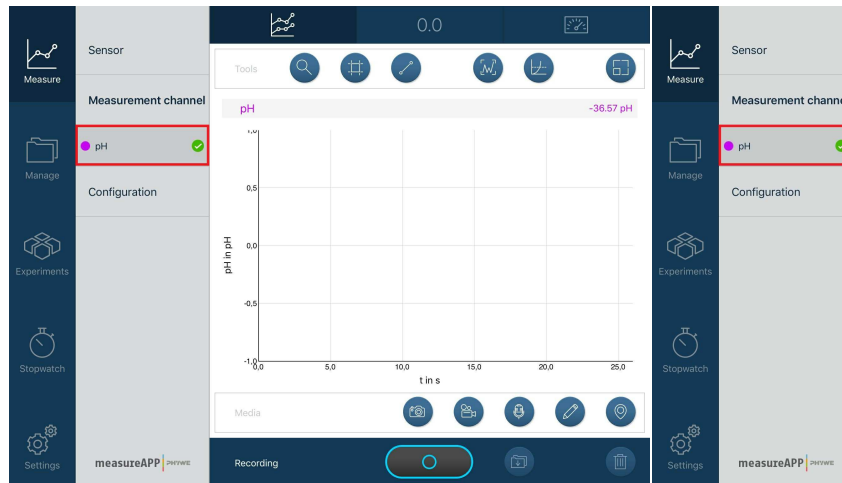 0.0
Sensor
Measure
Tools
Measurement channel
pH
-36.57 pH
1,0
pH
Manage
0,5
Configuration
pH in pH
0,0
Experiments
-0,5
Stopwatch
-1,0
0,0 5,0 10,0 15,0 20,0 25,0
t in s
Media
Settings
measureAPP PHYWE
Recording
Sensor
Measure
Measurement channe
pH
Manage
Configuration
Experiments
Stopwatch
Settings
measureAPP PHYWE